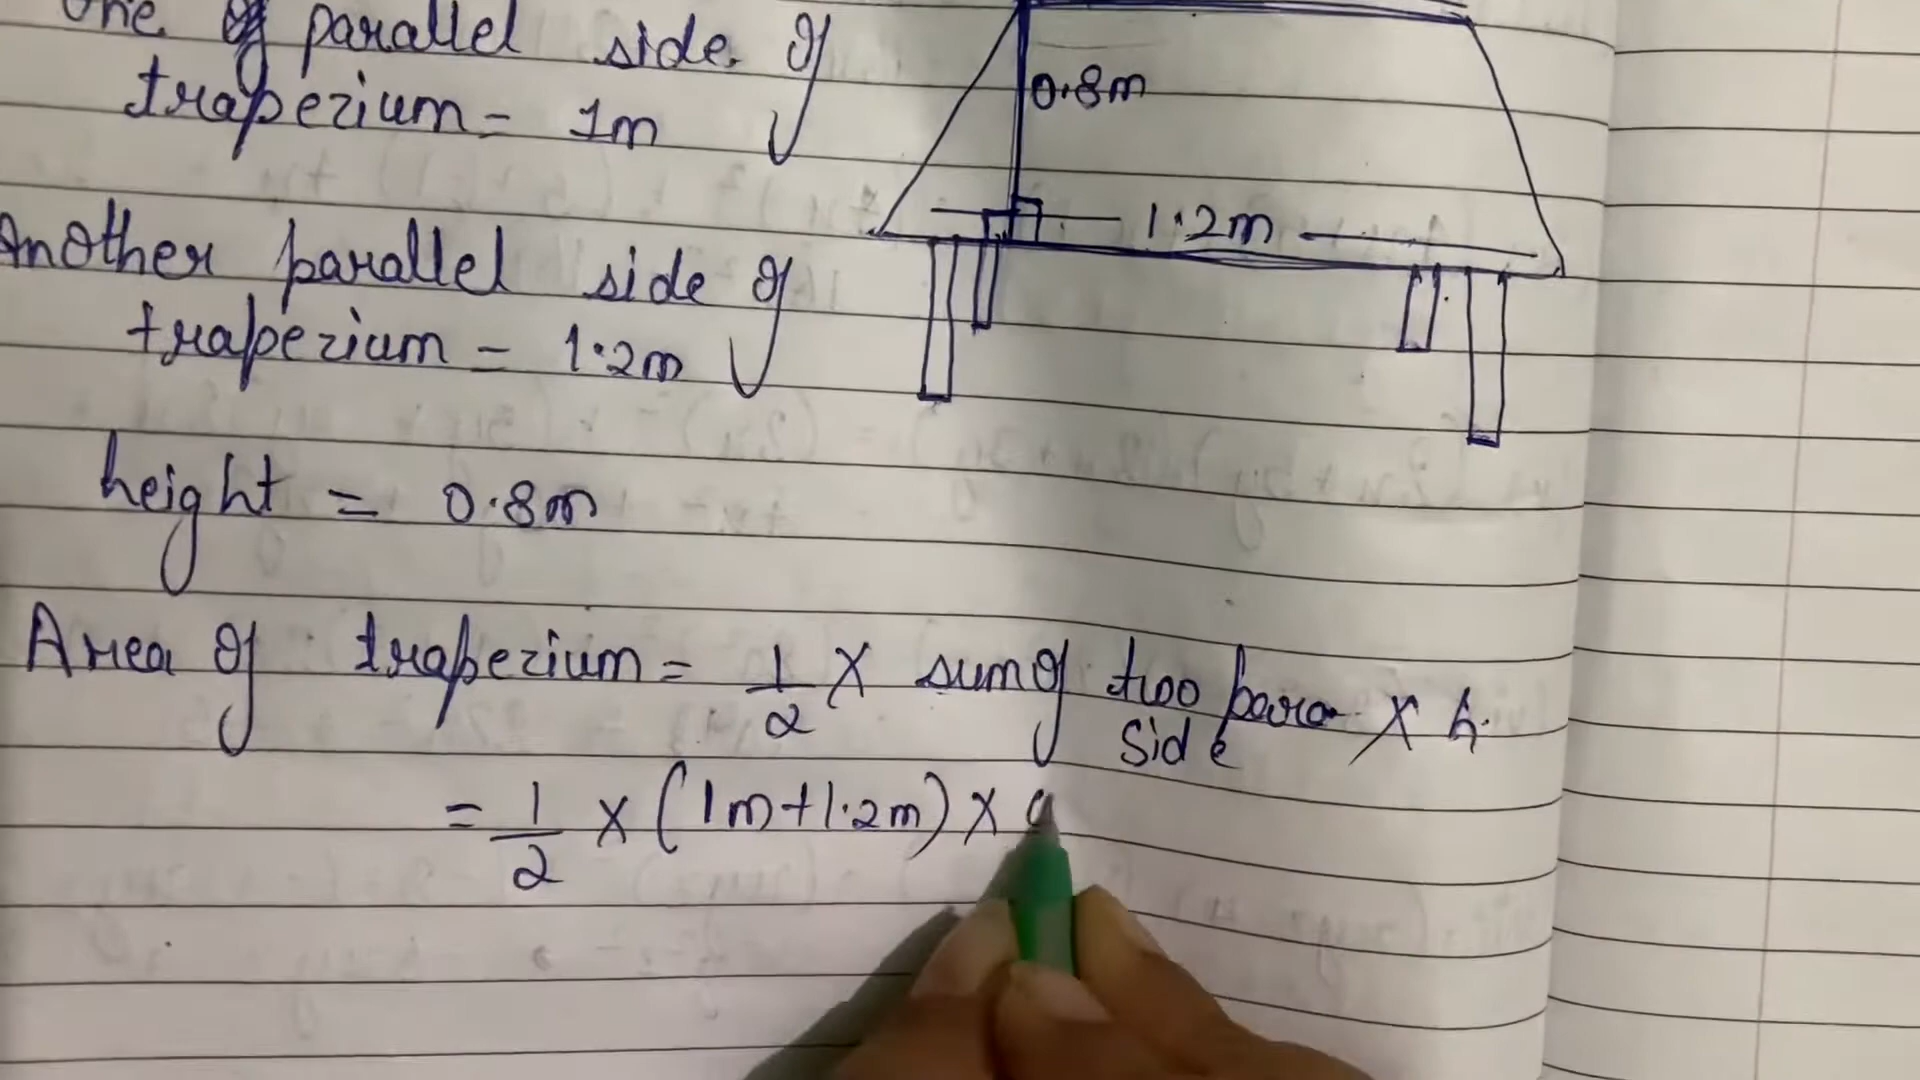 One of parallel side of
trapezium = 1m
Another parallel side of
trapezium = 1.2m
height = 0.8m
0.8m
1.2m
Area of trapezium = 1/2 X sum of two para side X h.
= 1/2 X (1m+1.2m) X 0